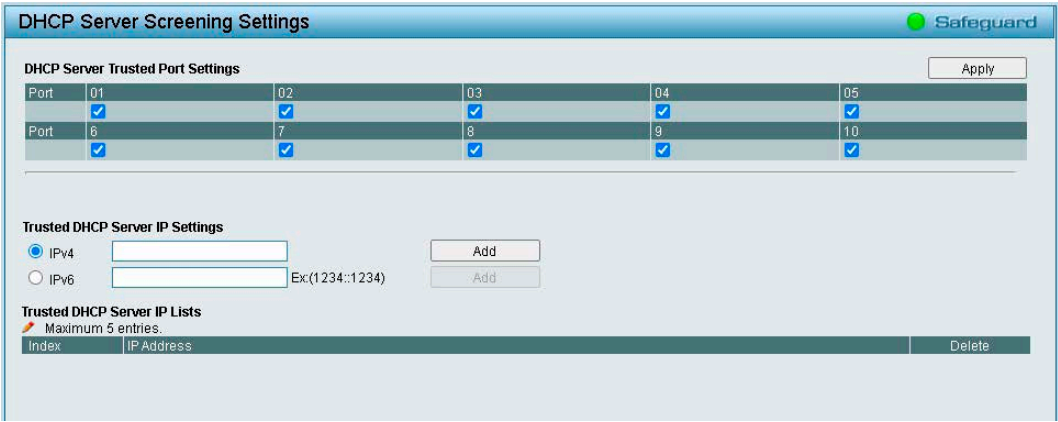 DHCP Server Screening Settings
Safeguard
DHCP Server Trusted Port Settings
Apply
Port 01 02 03 04 05
Port 6 7 8 9 10
Trusted DHCP Server IP Settings
IPv4 Add
IPv6 Ex:(1234::1234) Add
Trusted DHCP Server IP Lists
Maximum 5 entries.
Index IP Address Delete